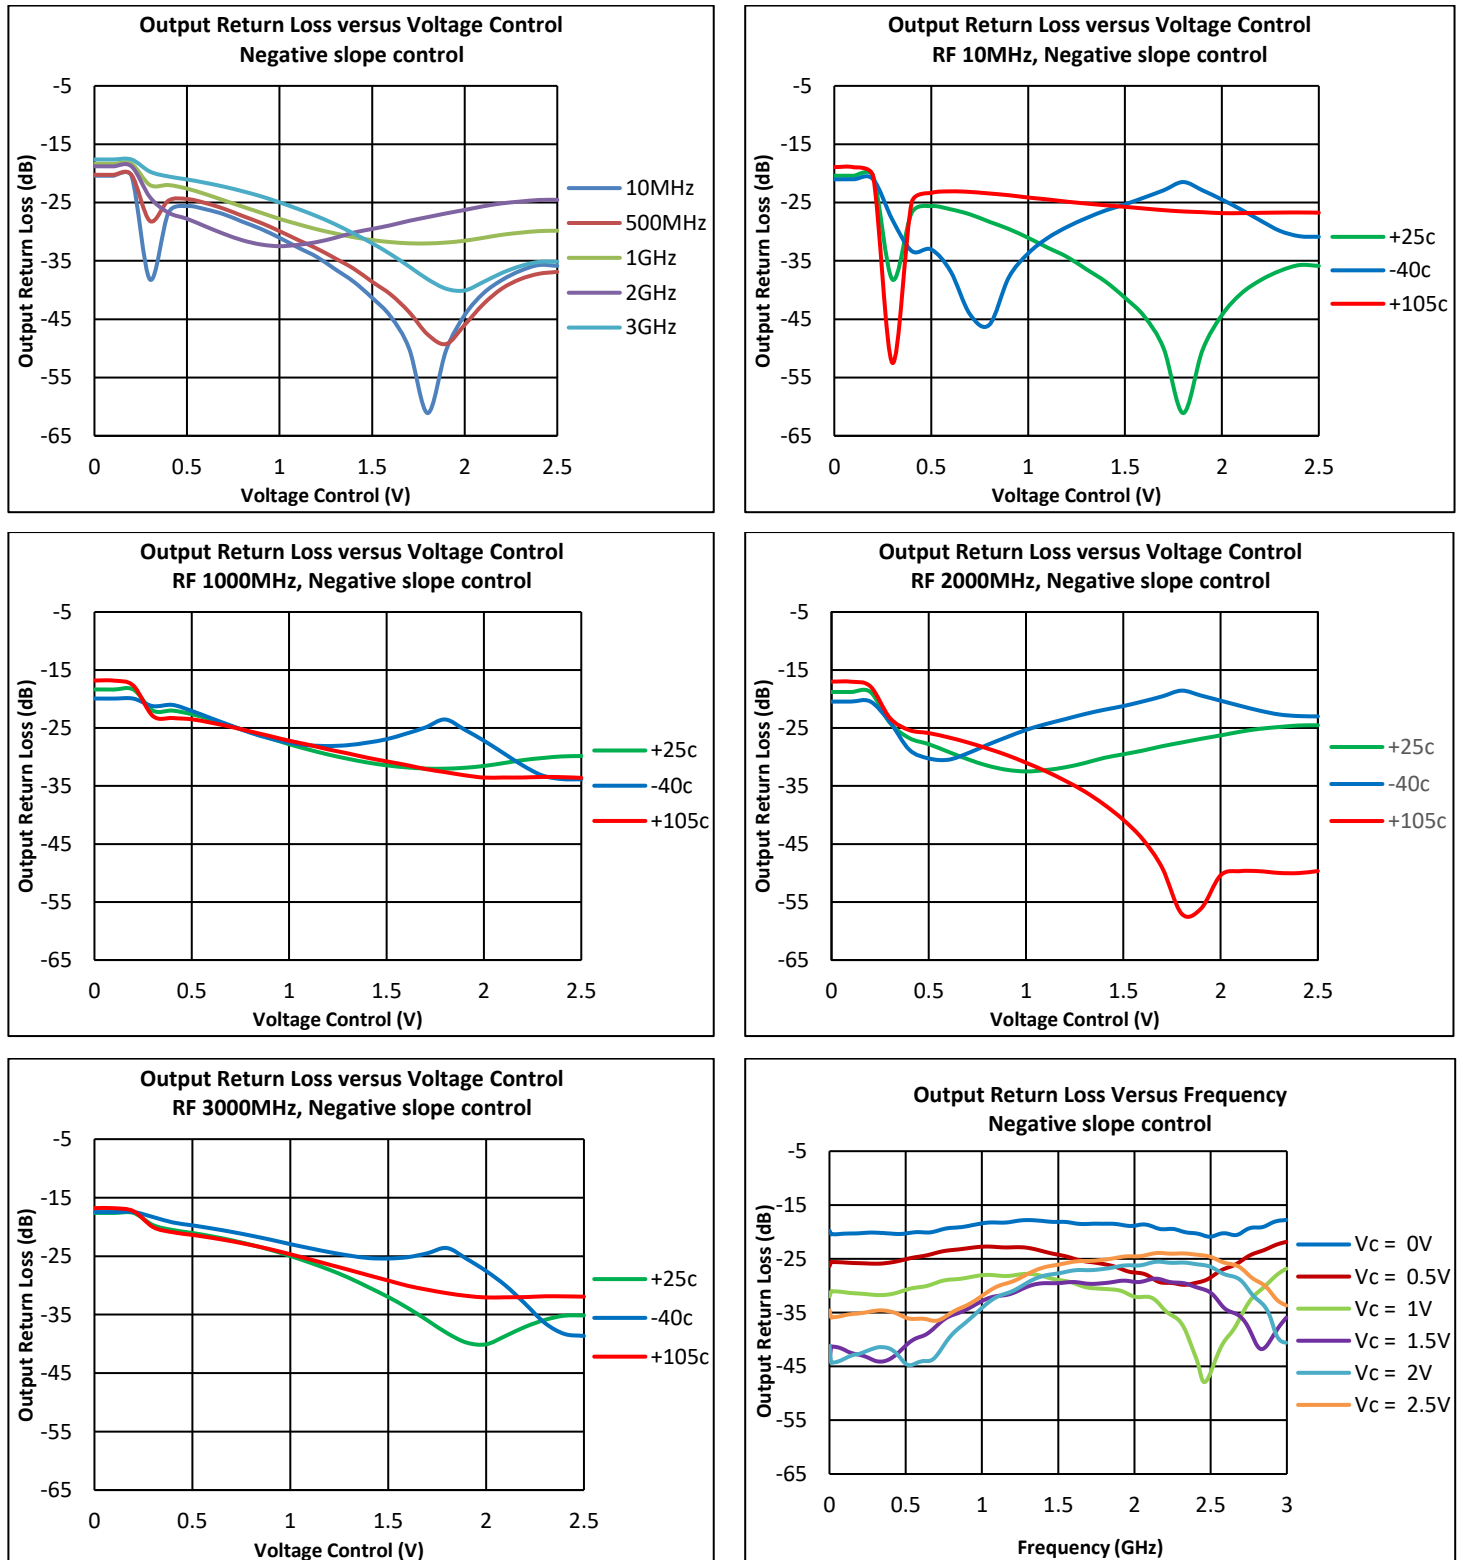 Output Return Loss versus Voltage Control
Negative slope control
Output Return Loss (dB)
-5
-15
-25
-35
-45
-55
-65
0 0.5 1 1.5 2 2.5
Voltage Control (V)
10MHz
500MHz
1GHz
2GHz
3GHz
Output Return Loss versus Voltage Control
RF 10MHz, Negative slope control
Output Return Loss (dB)
-5
-15
-25
-35
-45
-55
-65
0 0.5 1 1.5 2 2.5
Voltage Control (V)
+25c
-40c
+105c
Output Return Loss versus Voltage Control
RF 1000MHz, Negative slope control
Output Return Loss (dB)
-5
-15
-25
-35
-45
-55
-65
0 0.5 1 1.5 2 2.5
Voltage Control (V)
+25c
-40c
+105c
Output Return Loss versus Voltage Control
RF 2000MHz, Negative slope control
Output Return Loss (dB)
-5
-15
-25
-35
-45
-55
-65
0 0.5 1 1.5 2 2.5
Voltage Control (V)
+25c
-40c
+105c
Output Return Loss versus Voltage Control
RF 3000MHz, Negative slope control
Output Return Loss (dB)
-5
-15
-25
-35
-45
-55
-65
0 0.5 1 1.5 2 2.5
Voltage Control (V)
+25c
-40c
+105c
Output Return Loss Versus Frequency
Negative slope control
Output Return Loss (dB)
-5
-15
-25
-35
-45
-55
-65
0 0.5 1 1.5 2 2.5 3
Frequency (GHz)
Vc = 0V
Vc = 0.5V
Vc = 1V
Vc = 1.5V
Vc = 2V
Vc = 2.5V